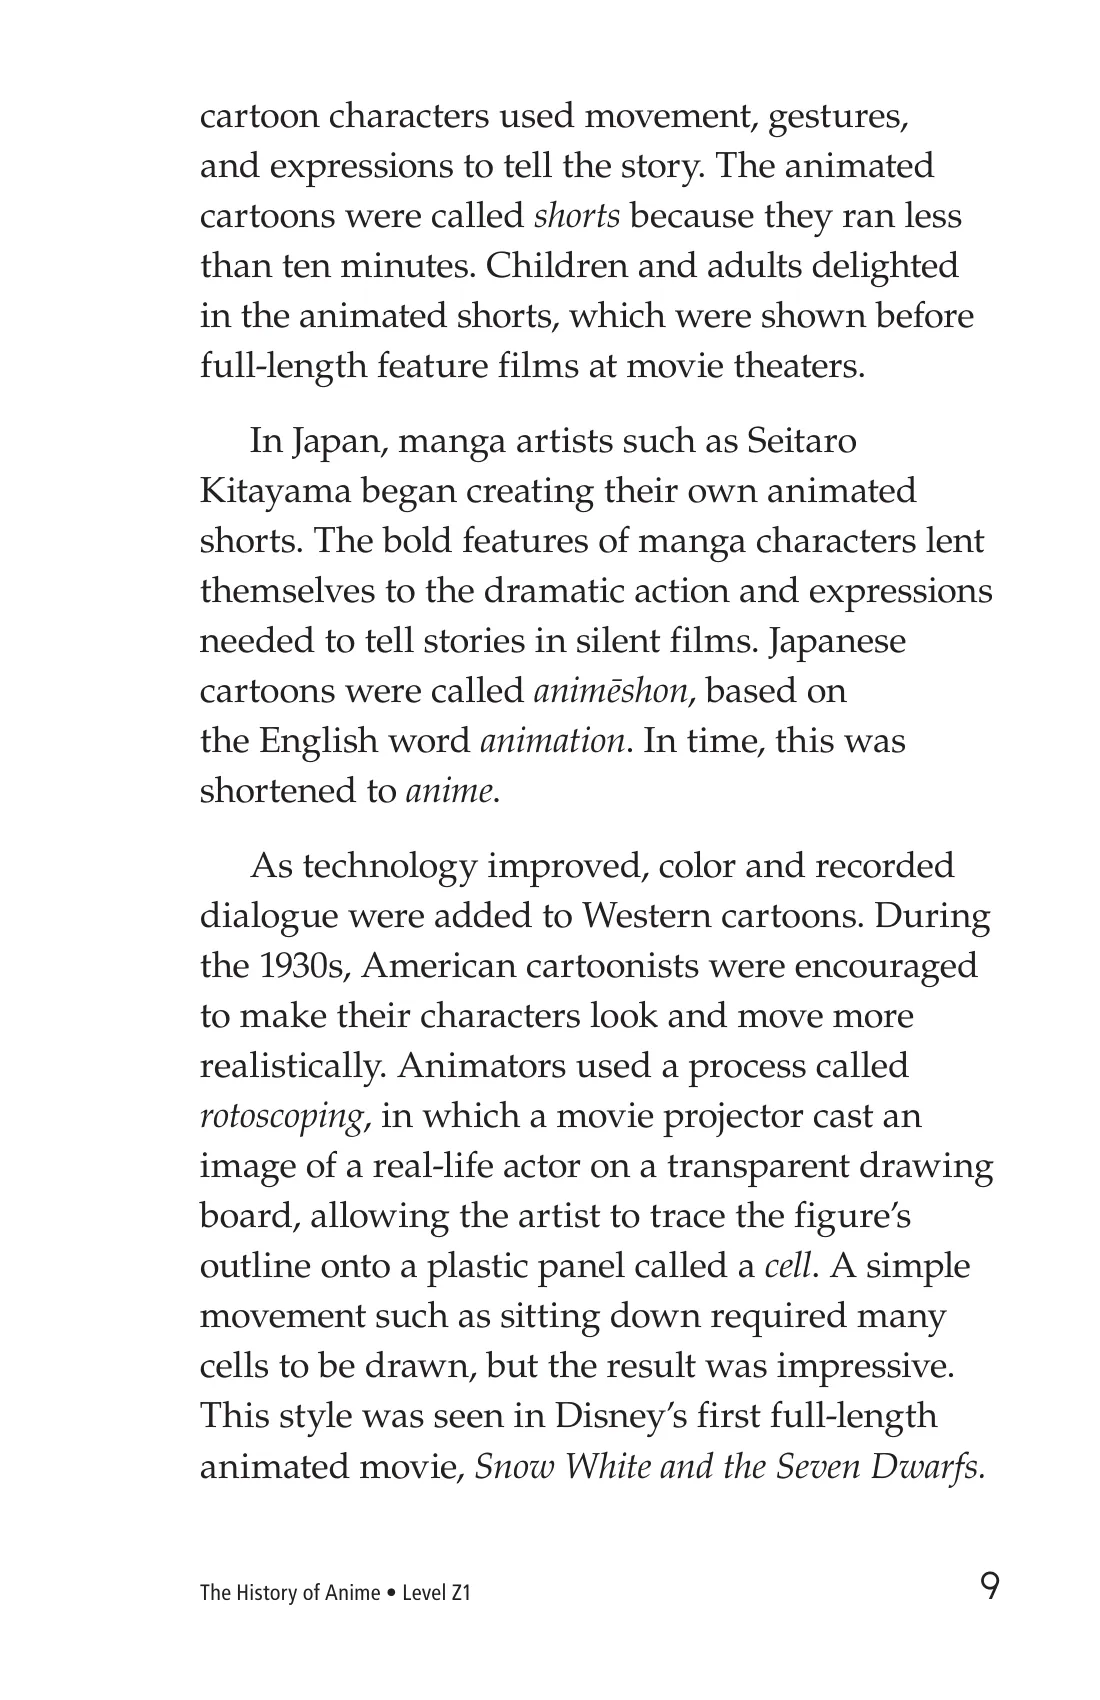 cartoon characters used movement, gestures,
and expressions to tell the story. The animated
cartoons were called shorts because they ran less
than ten minutes. Children and adults delighted
in the animated shorts, which were shown before
full-length feature films at movie theaters.
In Japan, manga artists such as Seitaro
Kitayama began creating their own animated
shorts. The bold features of manga characters lent
themselves to the dramatic action and expressions
needed to tell stories in silent films. Japanese
cartoons were called animēshon, based on
the English word animation. In time, this was
shortened to anime.
As technology improved, color and recorded
dialogue were added to Western cartoons. During
the 1930s, American cartoonists were encouraged
to make their characters look and move more
realistically. Animators used a process called
rotoscoping, in which a movie projector cast an
image of a real-life actor on a transparent drawing
board, allowing the artist to trace the figure’s
outline onto a plastic panel called a cell. A simple
movement such as sitting down required many
cells to be drawn, but the result was impressive.
This style was seen in Disney’s first full-length
animated movie, Snow White and the Seven Dwarfs.
The History of Anime • Level Z1
9